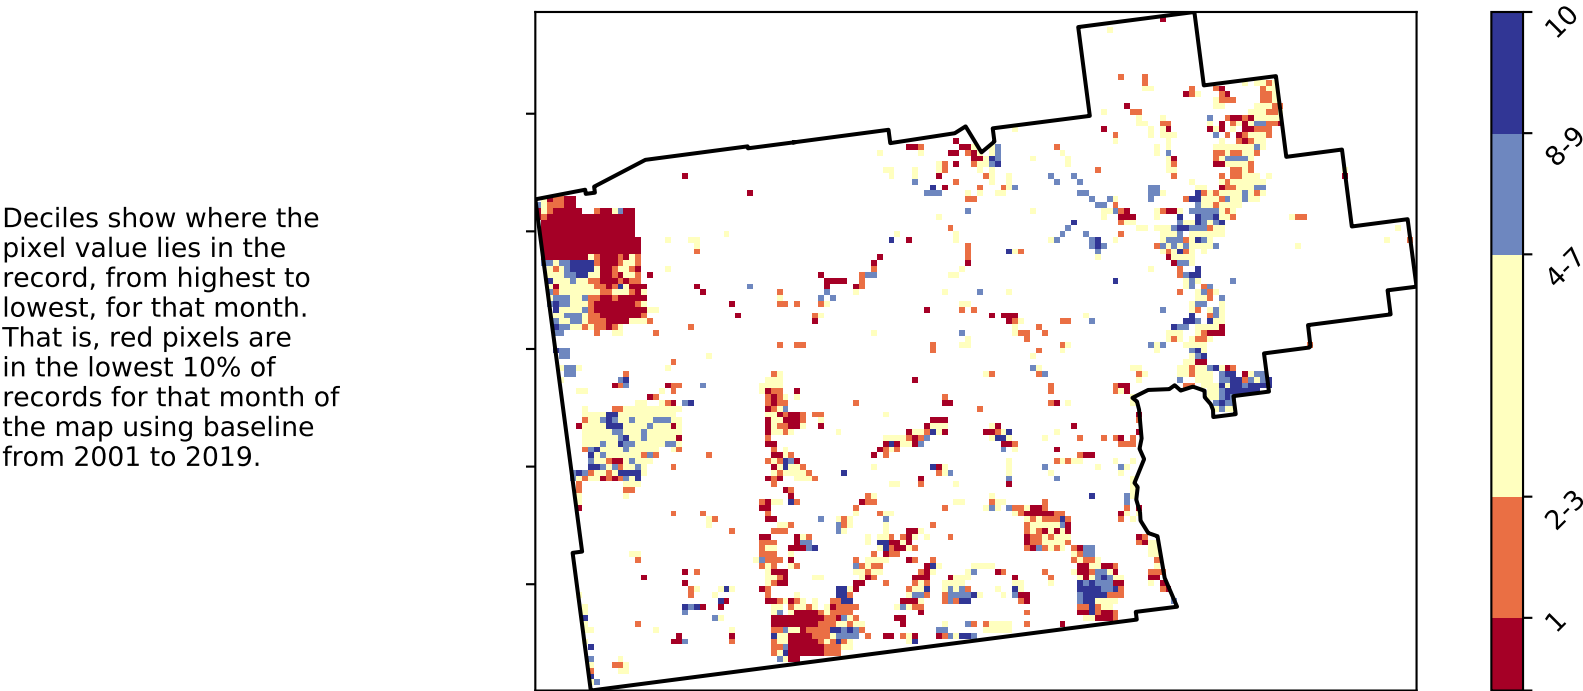 Deciles show where the
pixel value lies in the
record, from highest to
lowest, for that month.
That is, red pixels are
in the lowest 10% of
records for that month of
the map using baseline
from 2001 to 2019.
10
8-9
4-7
2-3
1